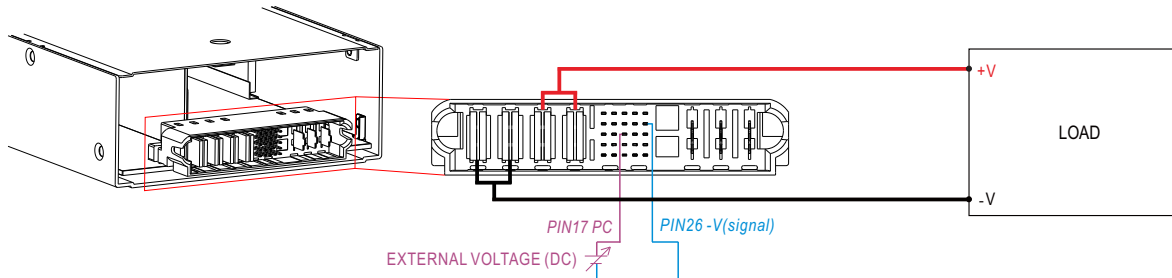 +V
LOAD
-V
PIN17 PC
PIN26 -V(signal)
EXTERNAL VOLTAGE (DC)